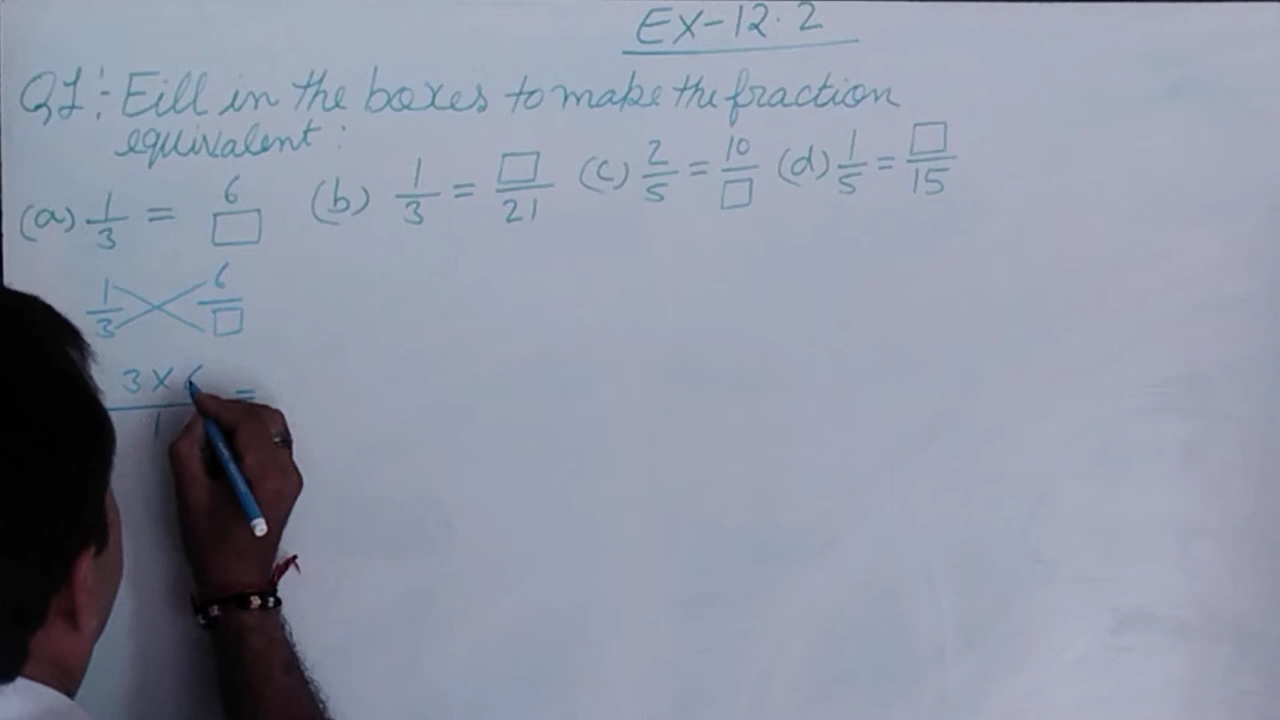 Ex-12.2
Q1:- Fill in the boxes to make the fraction
equivalent:
(a) 1/3 = 6/□ (b) 1/3 = □/21 (c) 2/5 = 10/□ (d) 1/5 = □/15
1/3 6/□
3 × 6 / 1 =